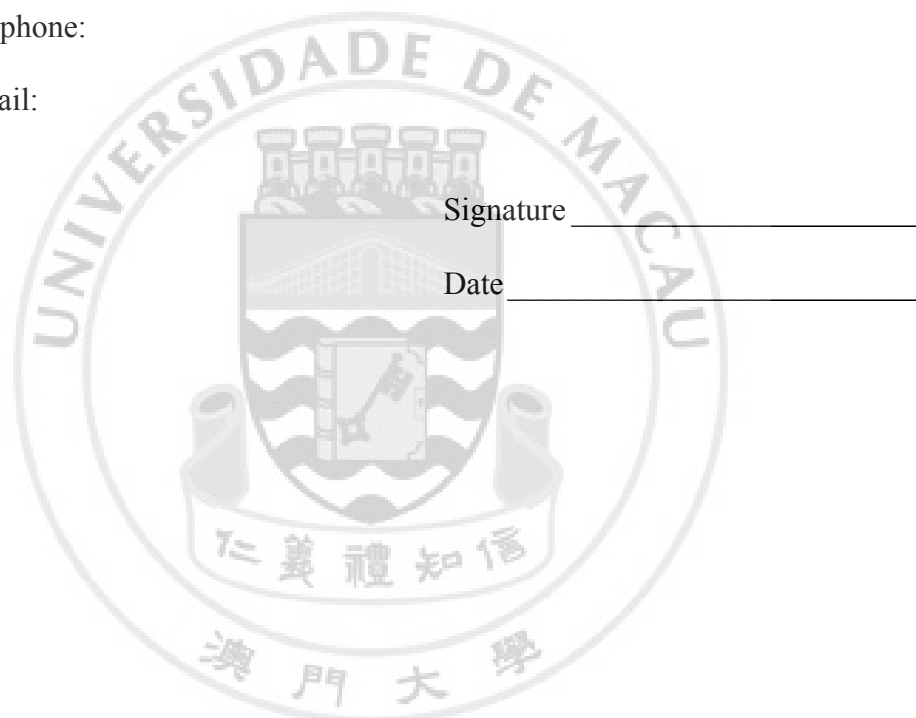 phone:
ail:
Signature
Date
UNIVERSIDADE DE MACAU
仁義禮知信
澳門大學